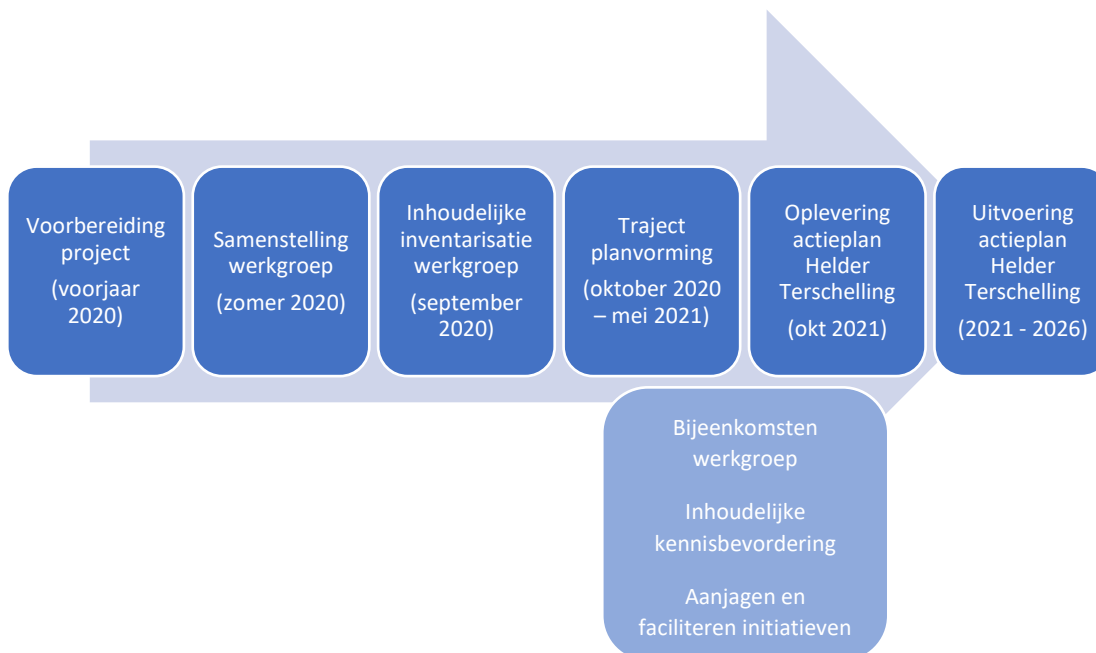 Voorbereiding
project
(voorjaar
2020)
Samenstelling
werkgroep
(zomer 2020)
Inhoudelijke
inventarisatie
werkgroep
(september
2020)
Traject
planvorming
(oktober 2020
– mei 2021)
Oplevering
actieplan
Helder
Terschelling
(okt 2021)
Uitvoering
actieplan
Helder
Terschelling
(2021 - 2026)
Bijeenkomsten
werkgroep
Inhoudelijke
kennisbevordering
Aanjagen en
faciliteren initiatieven